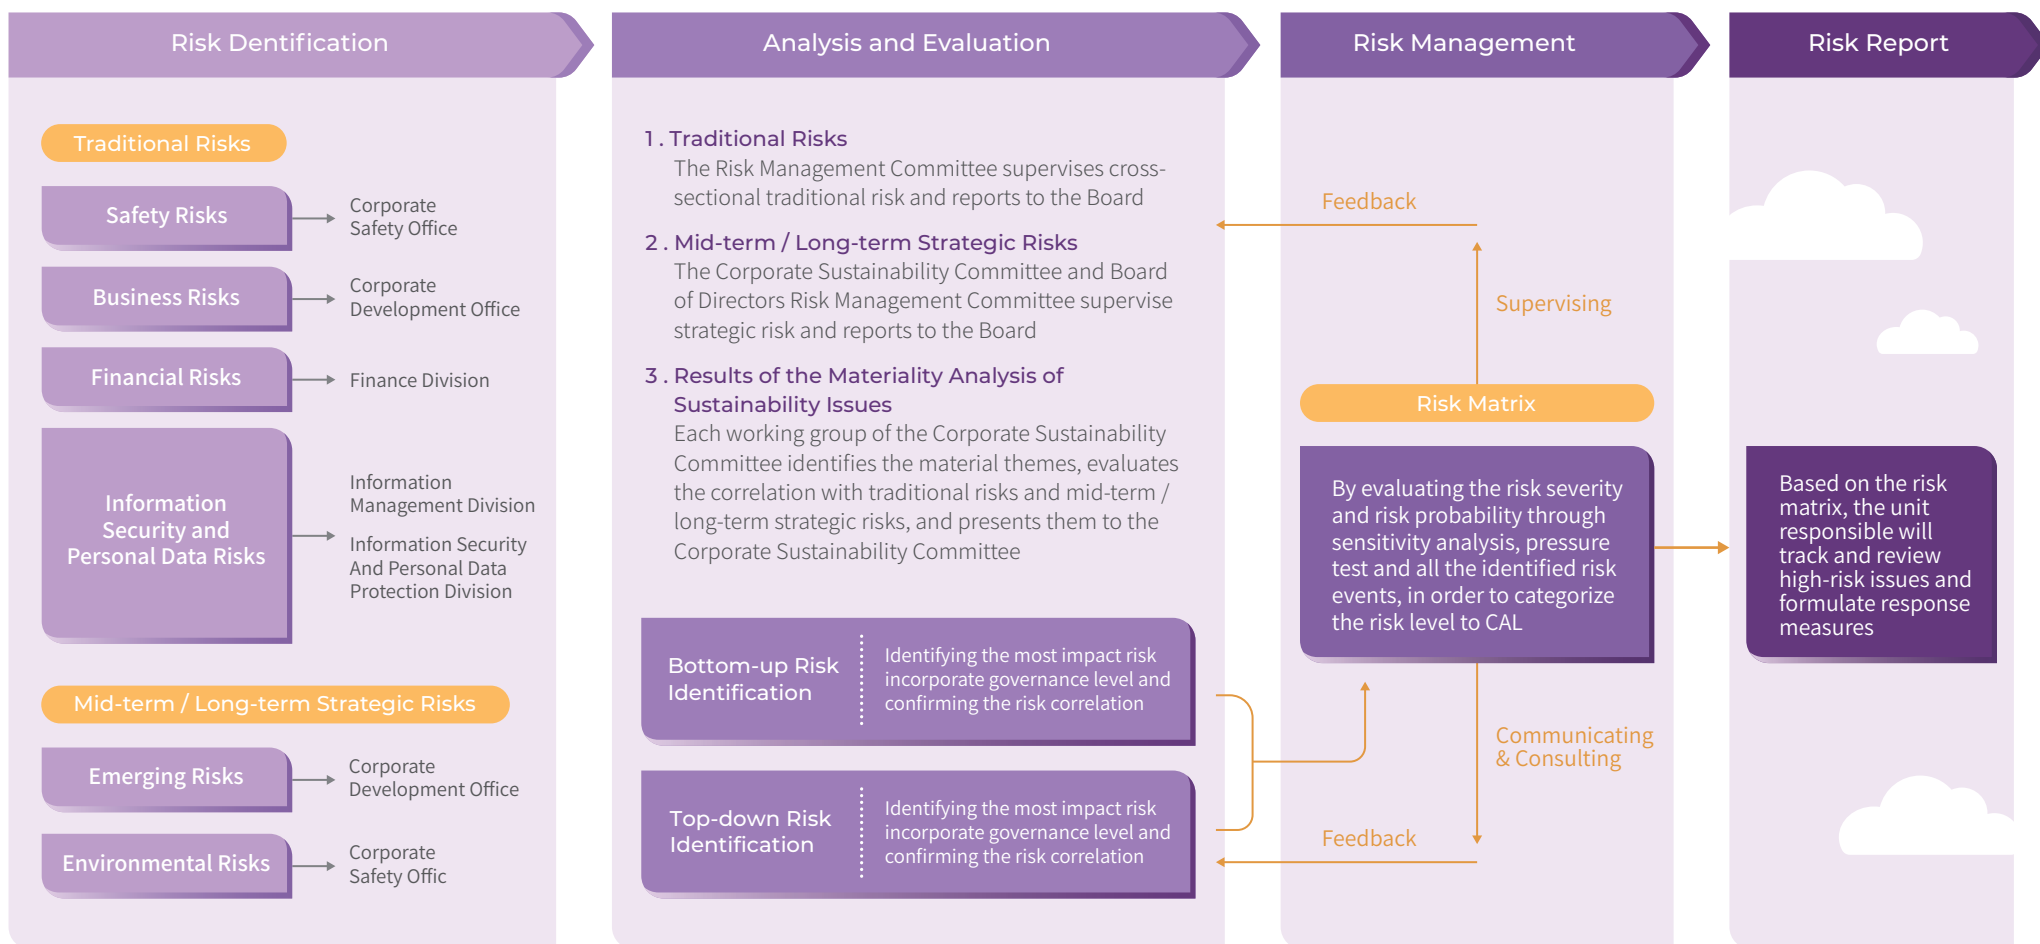 Risk Dentification
Traditional Risks
Safety Risks
Corporate
Safety Office
Business Risks
Corporate
Development Office
Financial Risks
Finance Division
Information
Security and
Personal Data Risks
Information
Management Division
Information Security
And Personal Data
Protection Division
Mid-term / Long-term Strategic Risks
Emerging Risks
Corporate
Development Office
Environmental Risks
Corporate
Safety Offic
Analysis and Evaluation
1 . Traditional Risks
The Risk Management Committee supervises cross-
sectional traditional risk and reports to the Board
2 . Mid-term / Long-term Strategic Risks
The Corporate Sustainability Committee and Board
of Directors Risk Management Committee supervise
strategic risk and reports to the Board
3 . Results of the Materiality Analysis of
Sustainability Issues
Each working group of the Corporate Sustainability
Committee identifies the material themes, evaluates
the correlation with traditional risks and mid-term /
long-term strategic risks, and presents them to the
Corporate Sustainability Committee
Bottom-up Risk
Identification
Identifying the most impact risk
incorporate governance level and
confirming the risk correlation
Top-down Risk
Identification
Identifying the most impact risk
incorporate governance level and
confirming the risk correlation
Risk Management
Feedback
Supervising
Risk Matrix
By evaluating the risk severity
and risk probability through
sensitivity analysis, pressure
test and all the identified risk
events, in order to categorize
the risk level to CAL
Communicating
& Consulting
Feedback
Risk Report
Based on the risk
matrix, the unit
responsible will
track and review
high-risk issues and
formulate response
measures